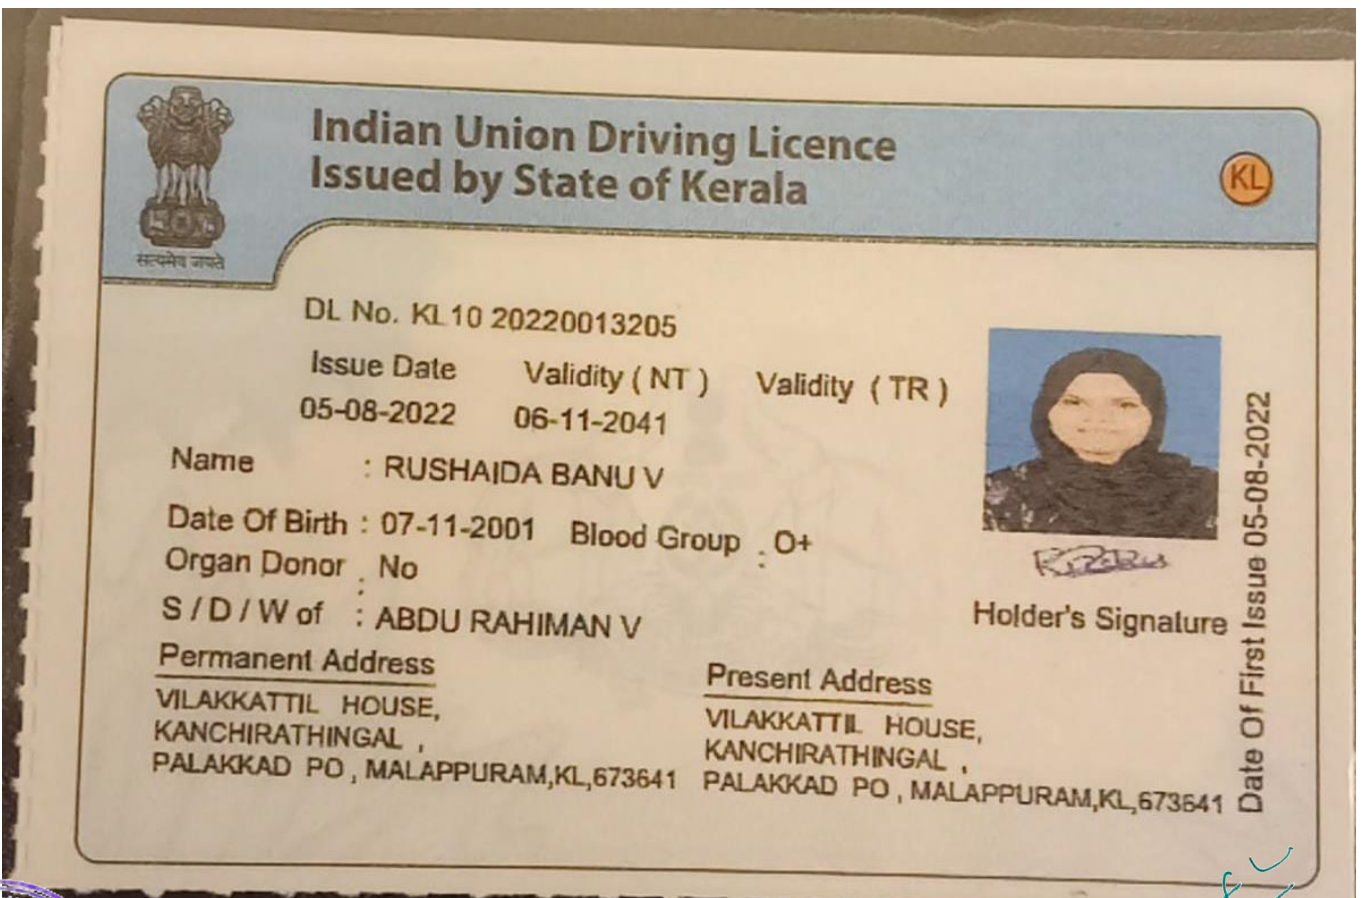 Indian Union Driving Licence
Issued by State of Kerala
KL
सत्यमेव जयते
DL No. KL10 20220013205
Issue Date Validity ( NT ) Validity ( TR )
05-08-2022 06-11-2041
Name : RUSHAIDA BANU V
Date Of Birth : 07-11-2001 Blood Group : O+
Organ Donor : No
S / D / W of : ABDU RAHIMAN V
Holder's Signature
Date Of First Issue 05-08-2022
Permanent Address
VILAKKATTIL HOUSE,
KANCHIRATHINGAL ,
PALAKKAD PO , MALAPPURAM,KL,673641
Present Address
VILAKKATTIL HOUSE,
KANCHIRATHINGAL ,
PALAKKAD PO , MALAPPURAM,KL,673641